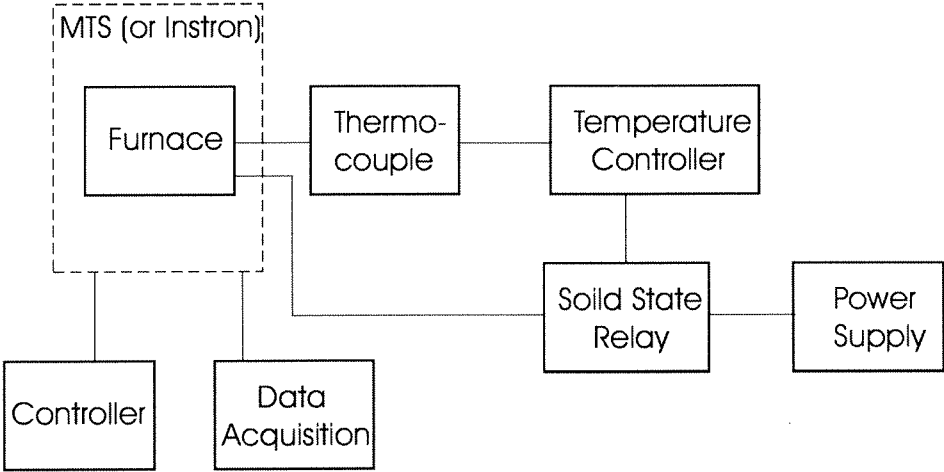 MTS (or Instron)
Furnace
Thermo-
couple
Temperature
Controller
Soild State
Relay
Power
Supply
Controller
Data
Acquisition